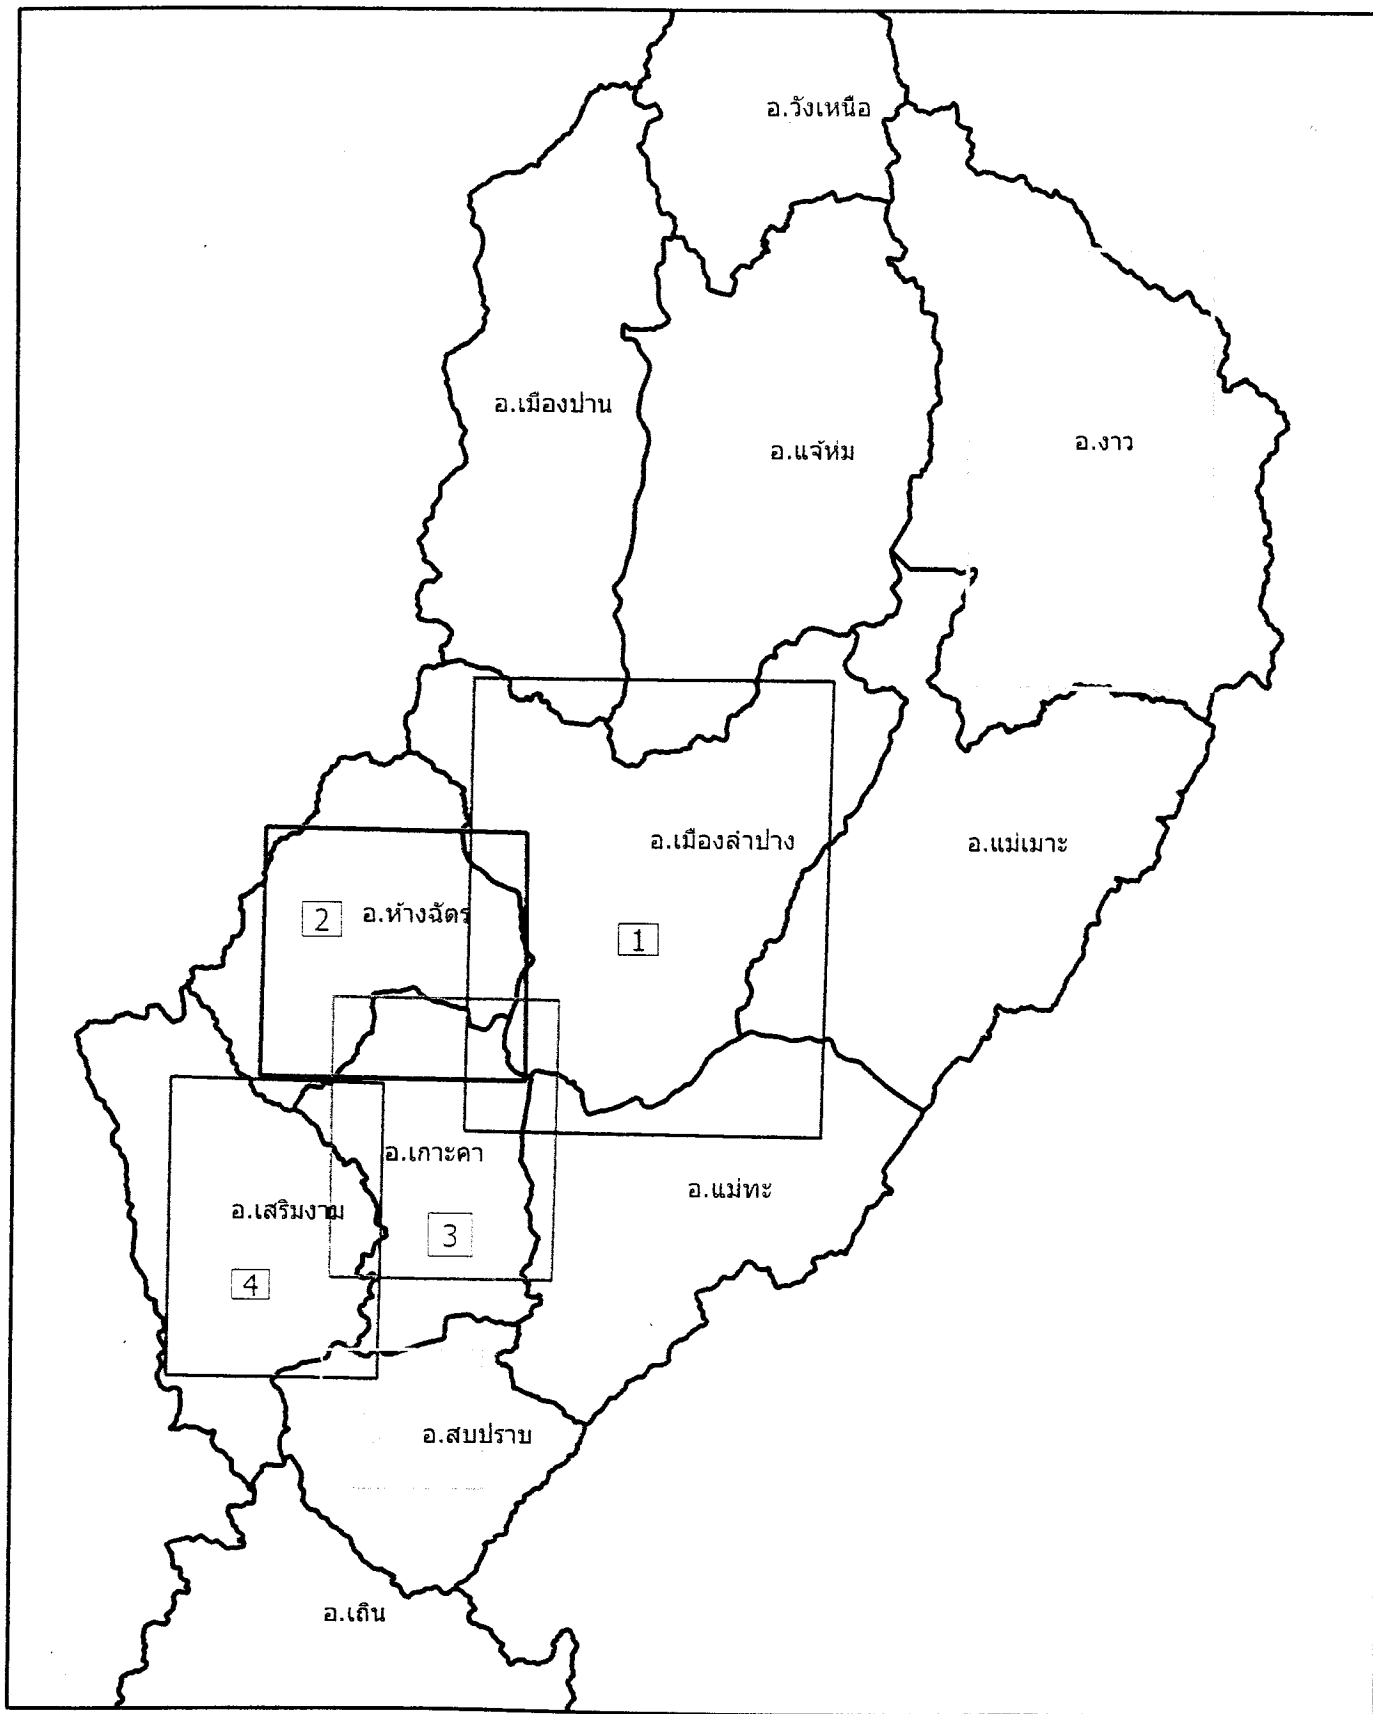 อ.วังเหนือ
อ.เมืองปาน
อ.แจ้ห่ม
อ.งาว
อ.เมืองลำปาง
อ.แม่เมาะ
2
อ.ห้างฉัตร
1
อ.เกาะคา
อ.แม่ทะ
อ.เสริมงาม
3
4
อ.สบปราบ
อ.เถิน